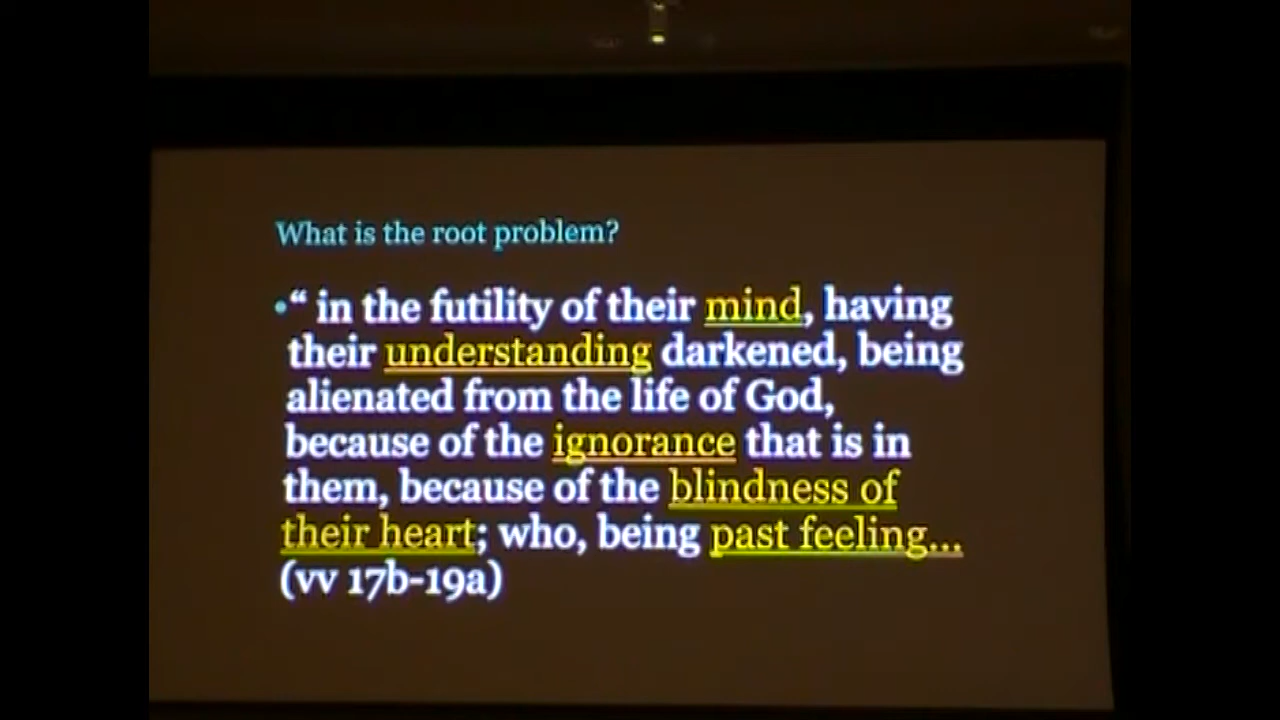 What is the root problem?
•“ in the futility of their mind, having
their understanding darkened, being
alienated from the life of God,
because of the ignorance that is in
them, because of the blindness of
their heart; who, being past feeling...
(vv 17b-19a)